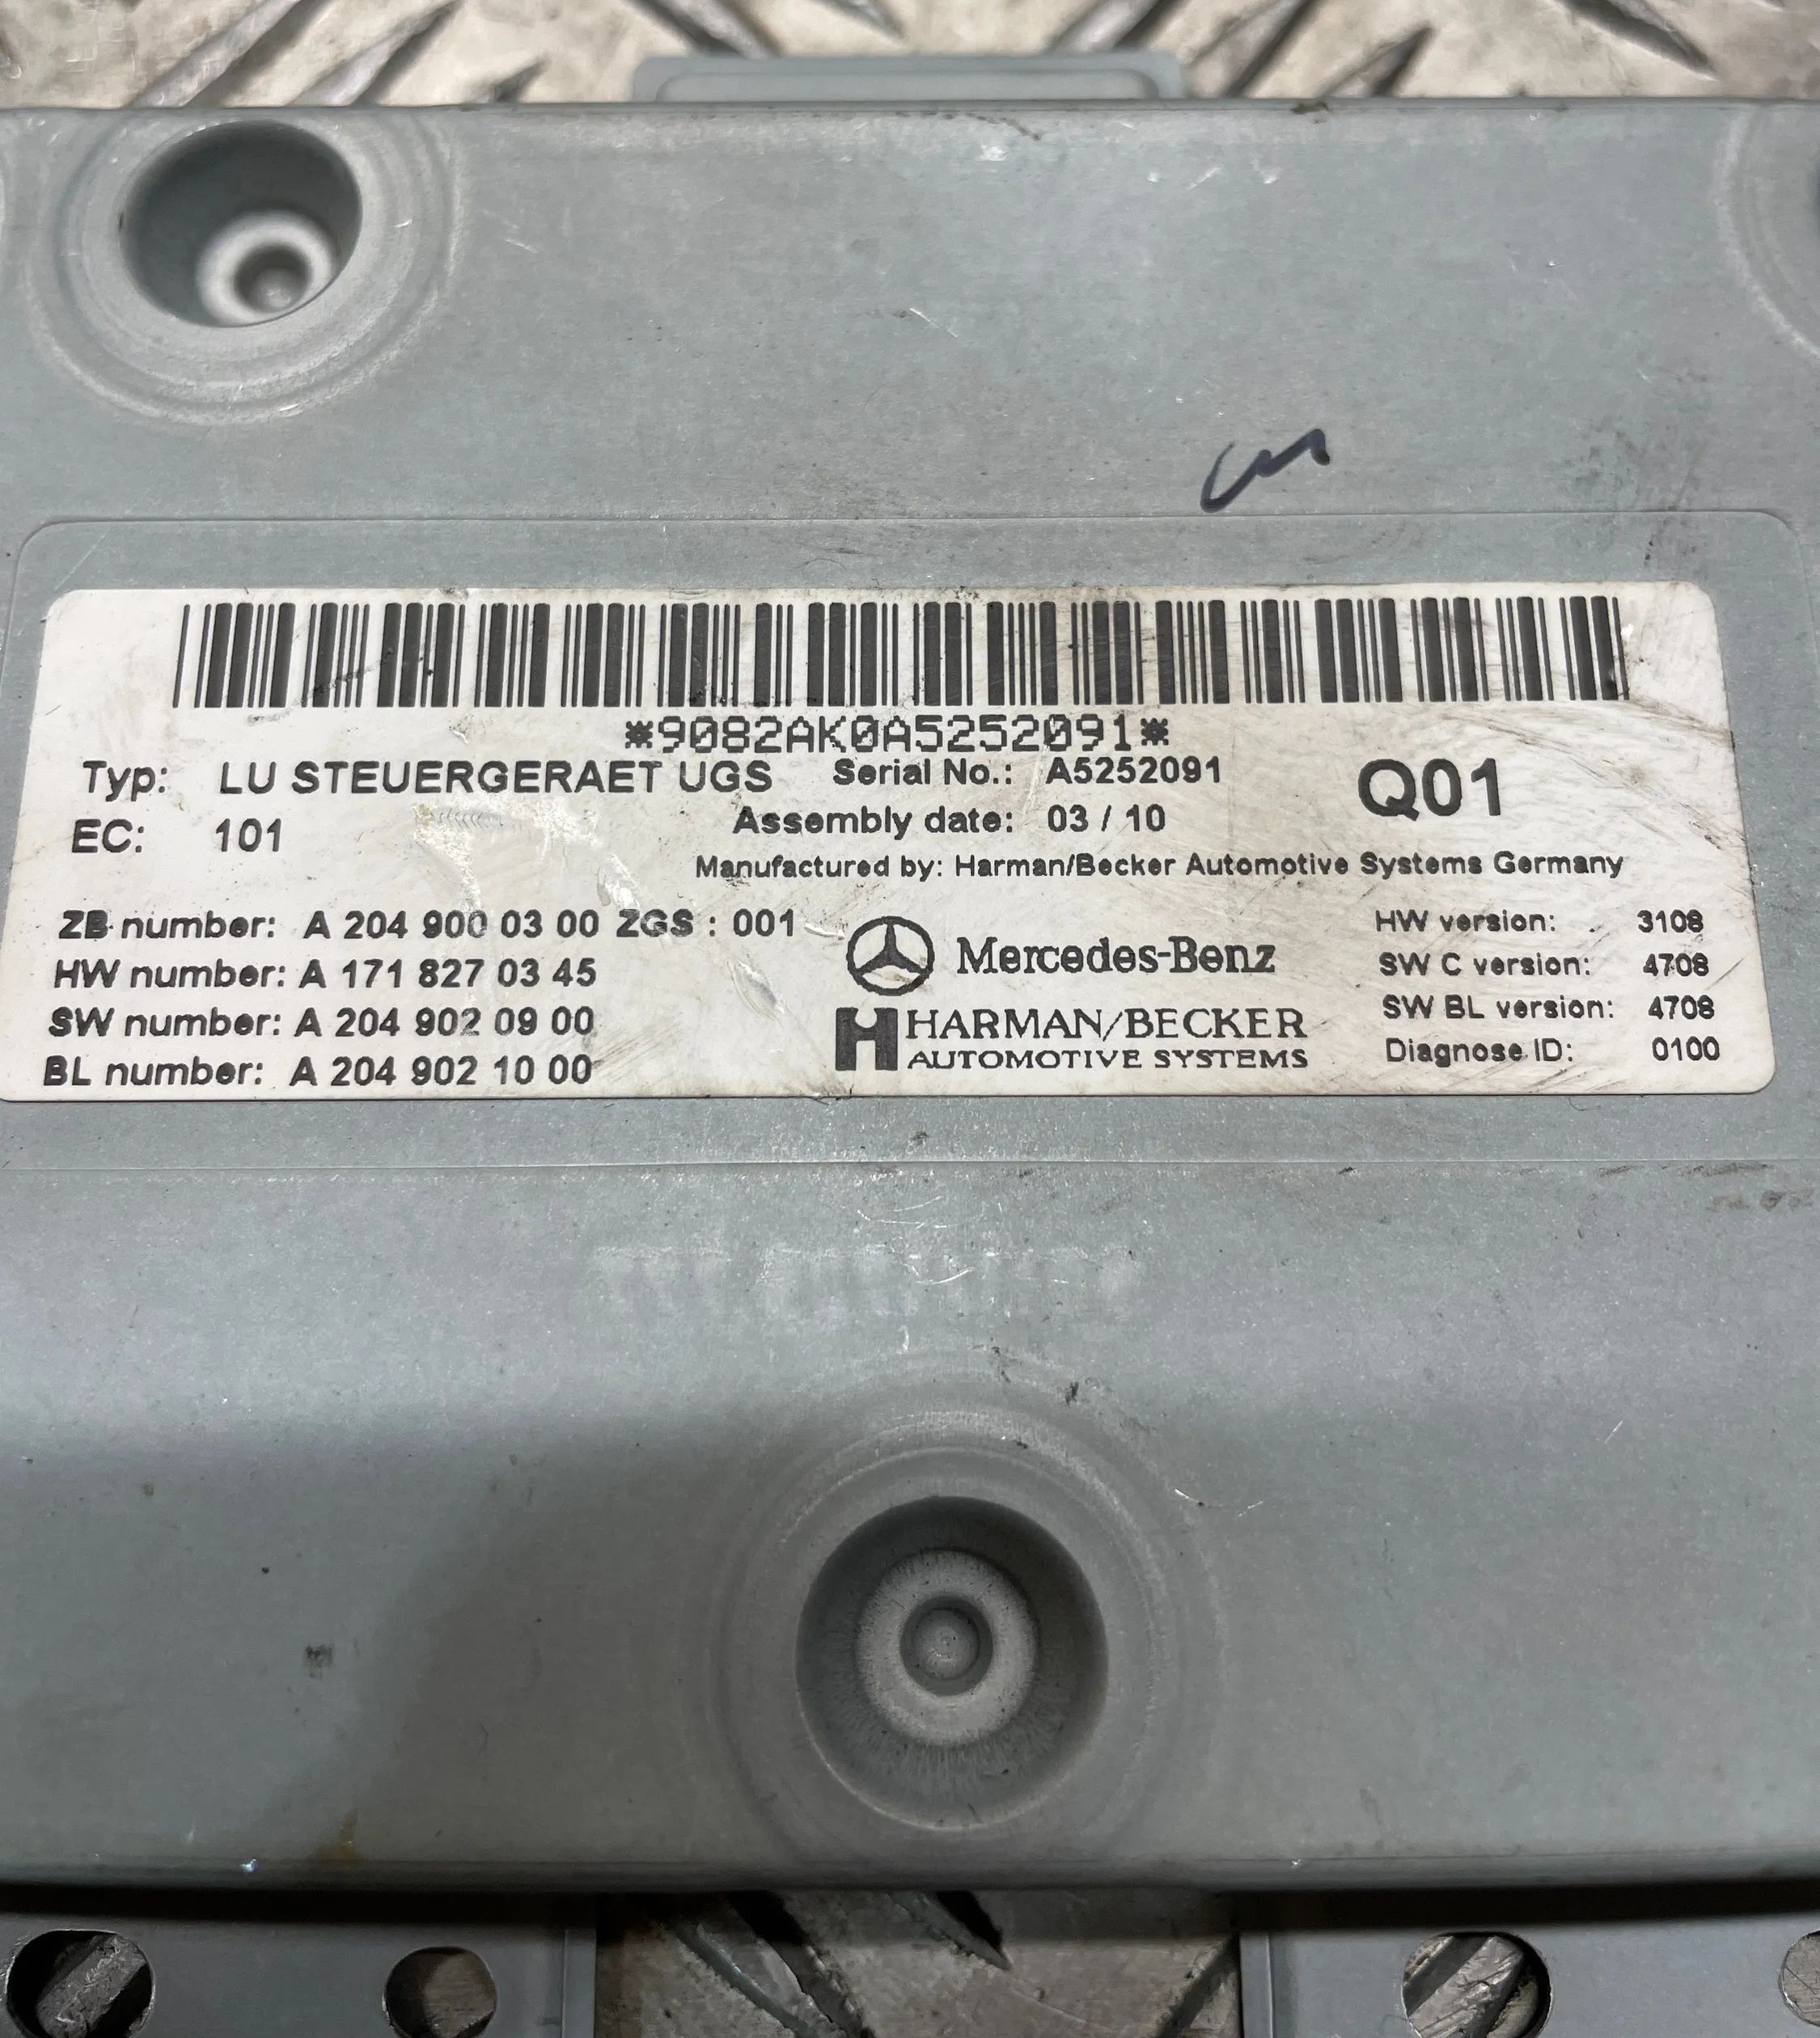 *9082AK0A5252091*
Typ: LU STEUERGERAET UGS Serial No.: A5252091 Q01
EC: 101 Assembly date: 03 / 10
Manufactured by: Harman/Becker Automotive Systems Germany
ZB number: A 204 900 03 00 ZGS : 001
HW number: A 171 827 03 45
SW number: A 204 902 09 00
BL number: A 204 902 10 00
Mercedes-Benz
HARMAN/BECKER
AUTOMOTIVE SYSTEMS
HW version: 3108
SW C version: 4708
SW BL version: 4708
Diagnose ID: 0100